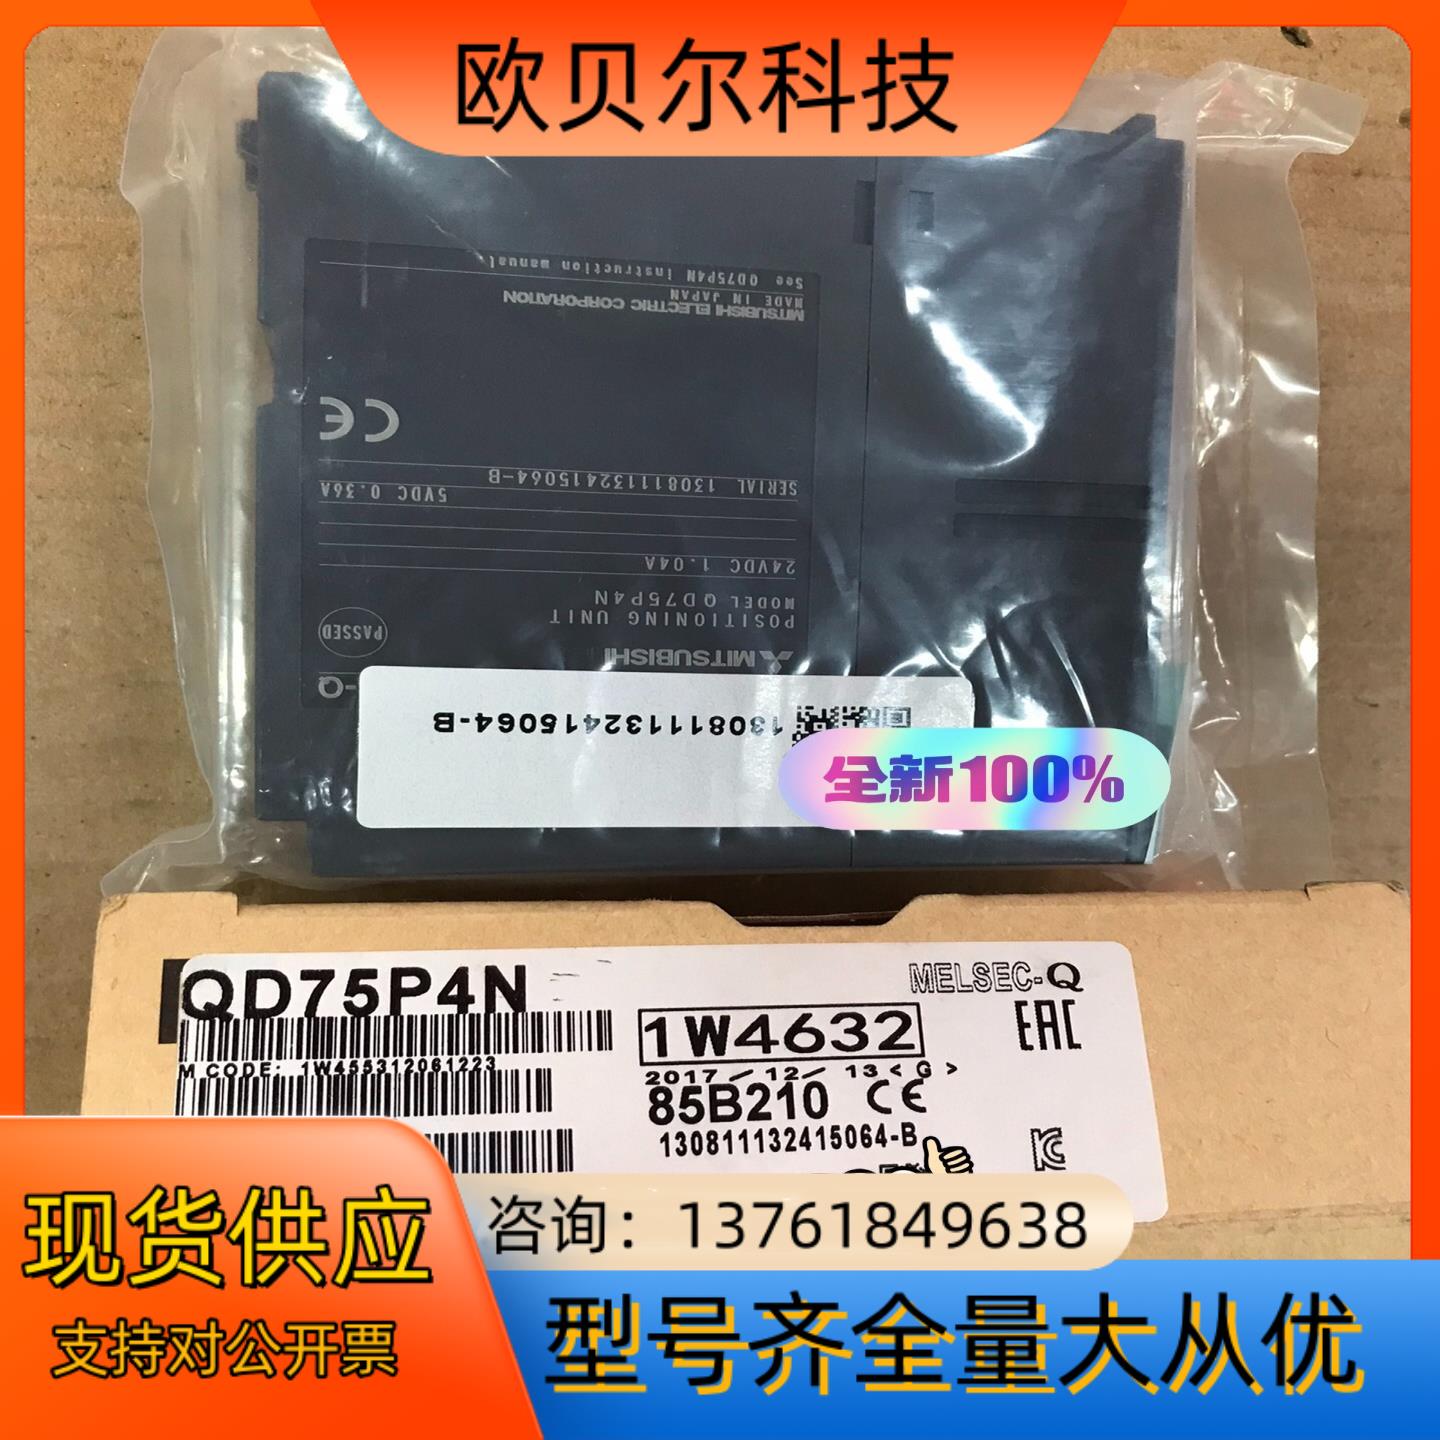 欧贝尔科技
See QD75P4N instruction manual.
MADE IN JAPAN
MITSUBISHI ELECTRIC CORPORATION
CE
SERIAL 130811132415064-B
5VDC 0.36A
24VDC 1.04A
MODEL QD75P4N
POSITIONING UNIT
PASSED
MITSUBISHI
-Q
130811132415064-B
全新100%
QD75P4N
MELSEC-Q
1W4632
EAC
M CODE: 1W455312061223
2017/12/13<G>
85B210 CE
130811132415064-B
咨询：13761849638
现货供应
支持对公开票
型号齐全量大从优